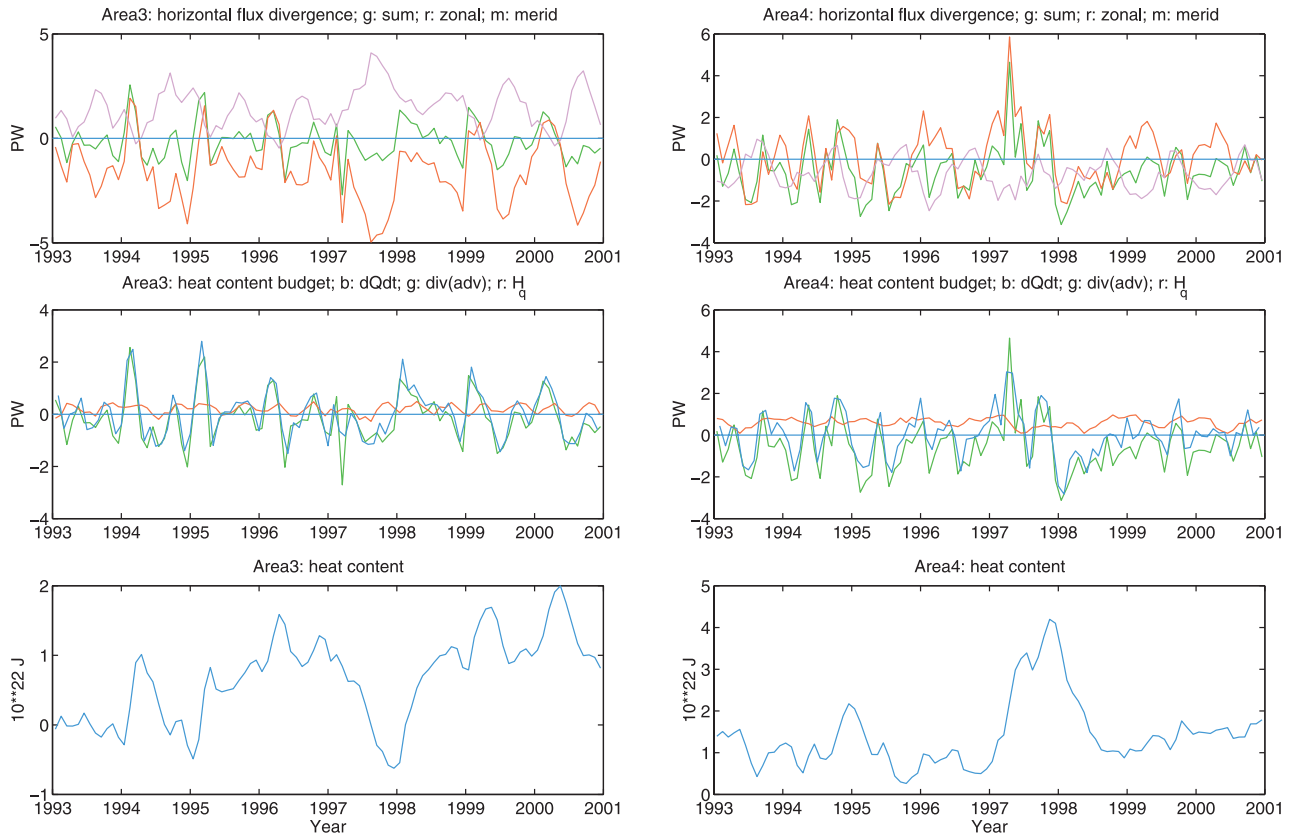 Area3: horizontal flux divergence; g: sum; r: zonal; m: merid
5
0
−5
PW
1993 1994 1995 1996 1997 1998 1999 2000 2001
Area4: horizontal flux divergence; g: sum; r: zonal; m: merid
6
4
2
0
−2
−4
PW
1993 1994 1995 1996 1997 1998 1999 2000 2001
Area3: heat content budget; b: dQdt; g: div(adv); r: H_q
4
2
0
−2
−4
PW
1993 1994 1995 1996 1997 1998 1999 2000 2001
Area4: heat content budget; b: dQdt; g: div(adv); r: H_q
6
4
2
0
−2
−4
PW
1993 1994 1995 1996 1997 1998 1999 2000 2001
Area3: heat content
2
1
0
−1
10**22 J
1993 1994 1995 1996 1997 1998 1999 2000 2001
Year
Area4: heat content
5
4
3
2
1
0
10**22 J
1993 1994 1995 1996 1997 1998 1999 2000 2001
Year